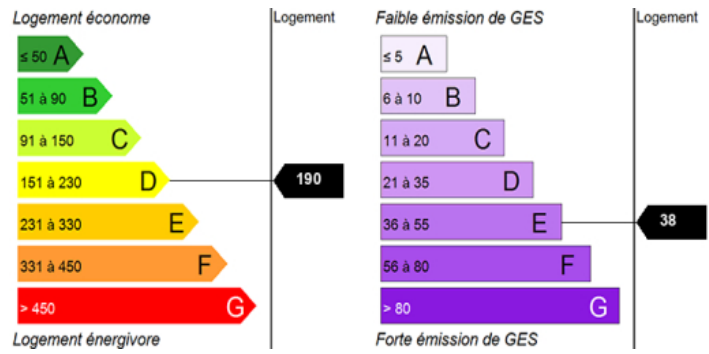 Logement économe
Logement
≤ 50 A
51 à 90 B
91 à 150 C
151 à 230 D
190
231 à 330 E
331 à 450 F
> 450 G
Logement énergivore
Faible émission de GES
Logement
≤ 5 A
6 à 10 B
11 à 20 C
21 à 35 D
36 à 55 E
38
56 à 80 F
> 80 G
Forte émission de GES